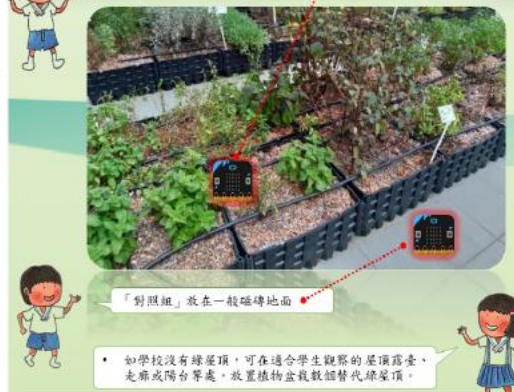 「對照組」放在一般磁磚地面
• 如學校沒有綠屋頂，可在適合學生觀察的屋頂露臺、
走廊或陽台等處，放置植物盆栽數個替代綠屋頂。